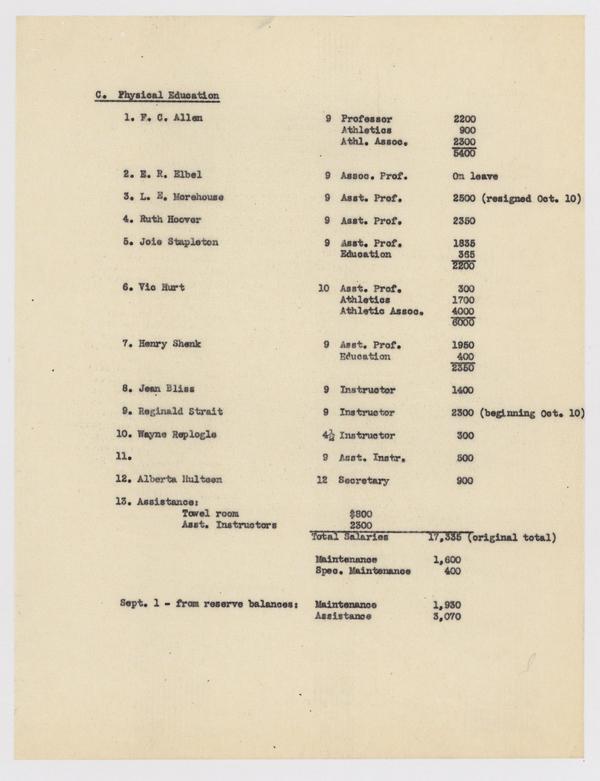 C. Physical Education
1. F. C. Allen 9 Professor 2200
Athletics 900
Athl. Assoc. 2300
5400
2. E. R. Elbel 9 Assoc. Prof. On leave
3. L. E. Morehouse 9 Asst. Prof. 2500 (resigned Oct. 10)
4. Ruth Hoover 9 Asst. Prof. 2350
5. Joie Stapleton 9 Asst. Prof. 1835
Education 365
2200
6. Vic Hurt 10 Asst. Prof. 300
Athletics 1700
Athletic Assoc. 4000
6000
7. Henry Shenk 9 Asst. Prof. 1950
Education 400
2350
8. Jean Bliss 9 Instructor 1400
9. Reginald Strait 9 Instructor 2300 (beginning Oct. 10)
10. Wayne Replogle 4½ Instructor 300
11. 9 Asst. Instr. 500
12. Alberta Hulteen 12 Secretary 900
13. Assistance:
Towel room $800
Asst. Instructors 2300
Total Salaries 17,335 (original total)
Maintenance 1,600
Spec. Maintenance 400
Sept. 1 - from reserve balances: Maintenance 1,930
Assistance 3,070